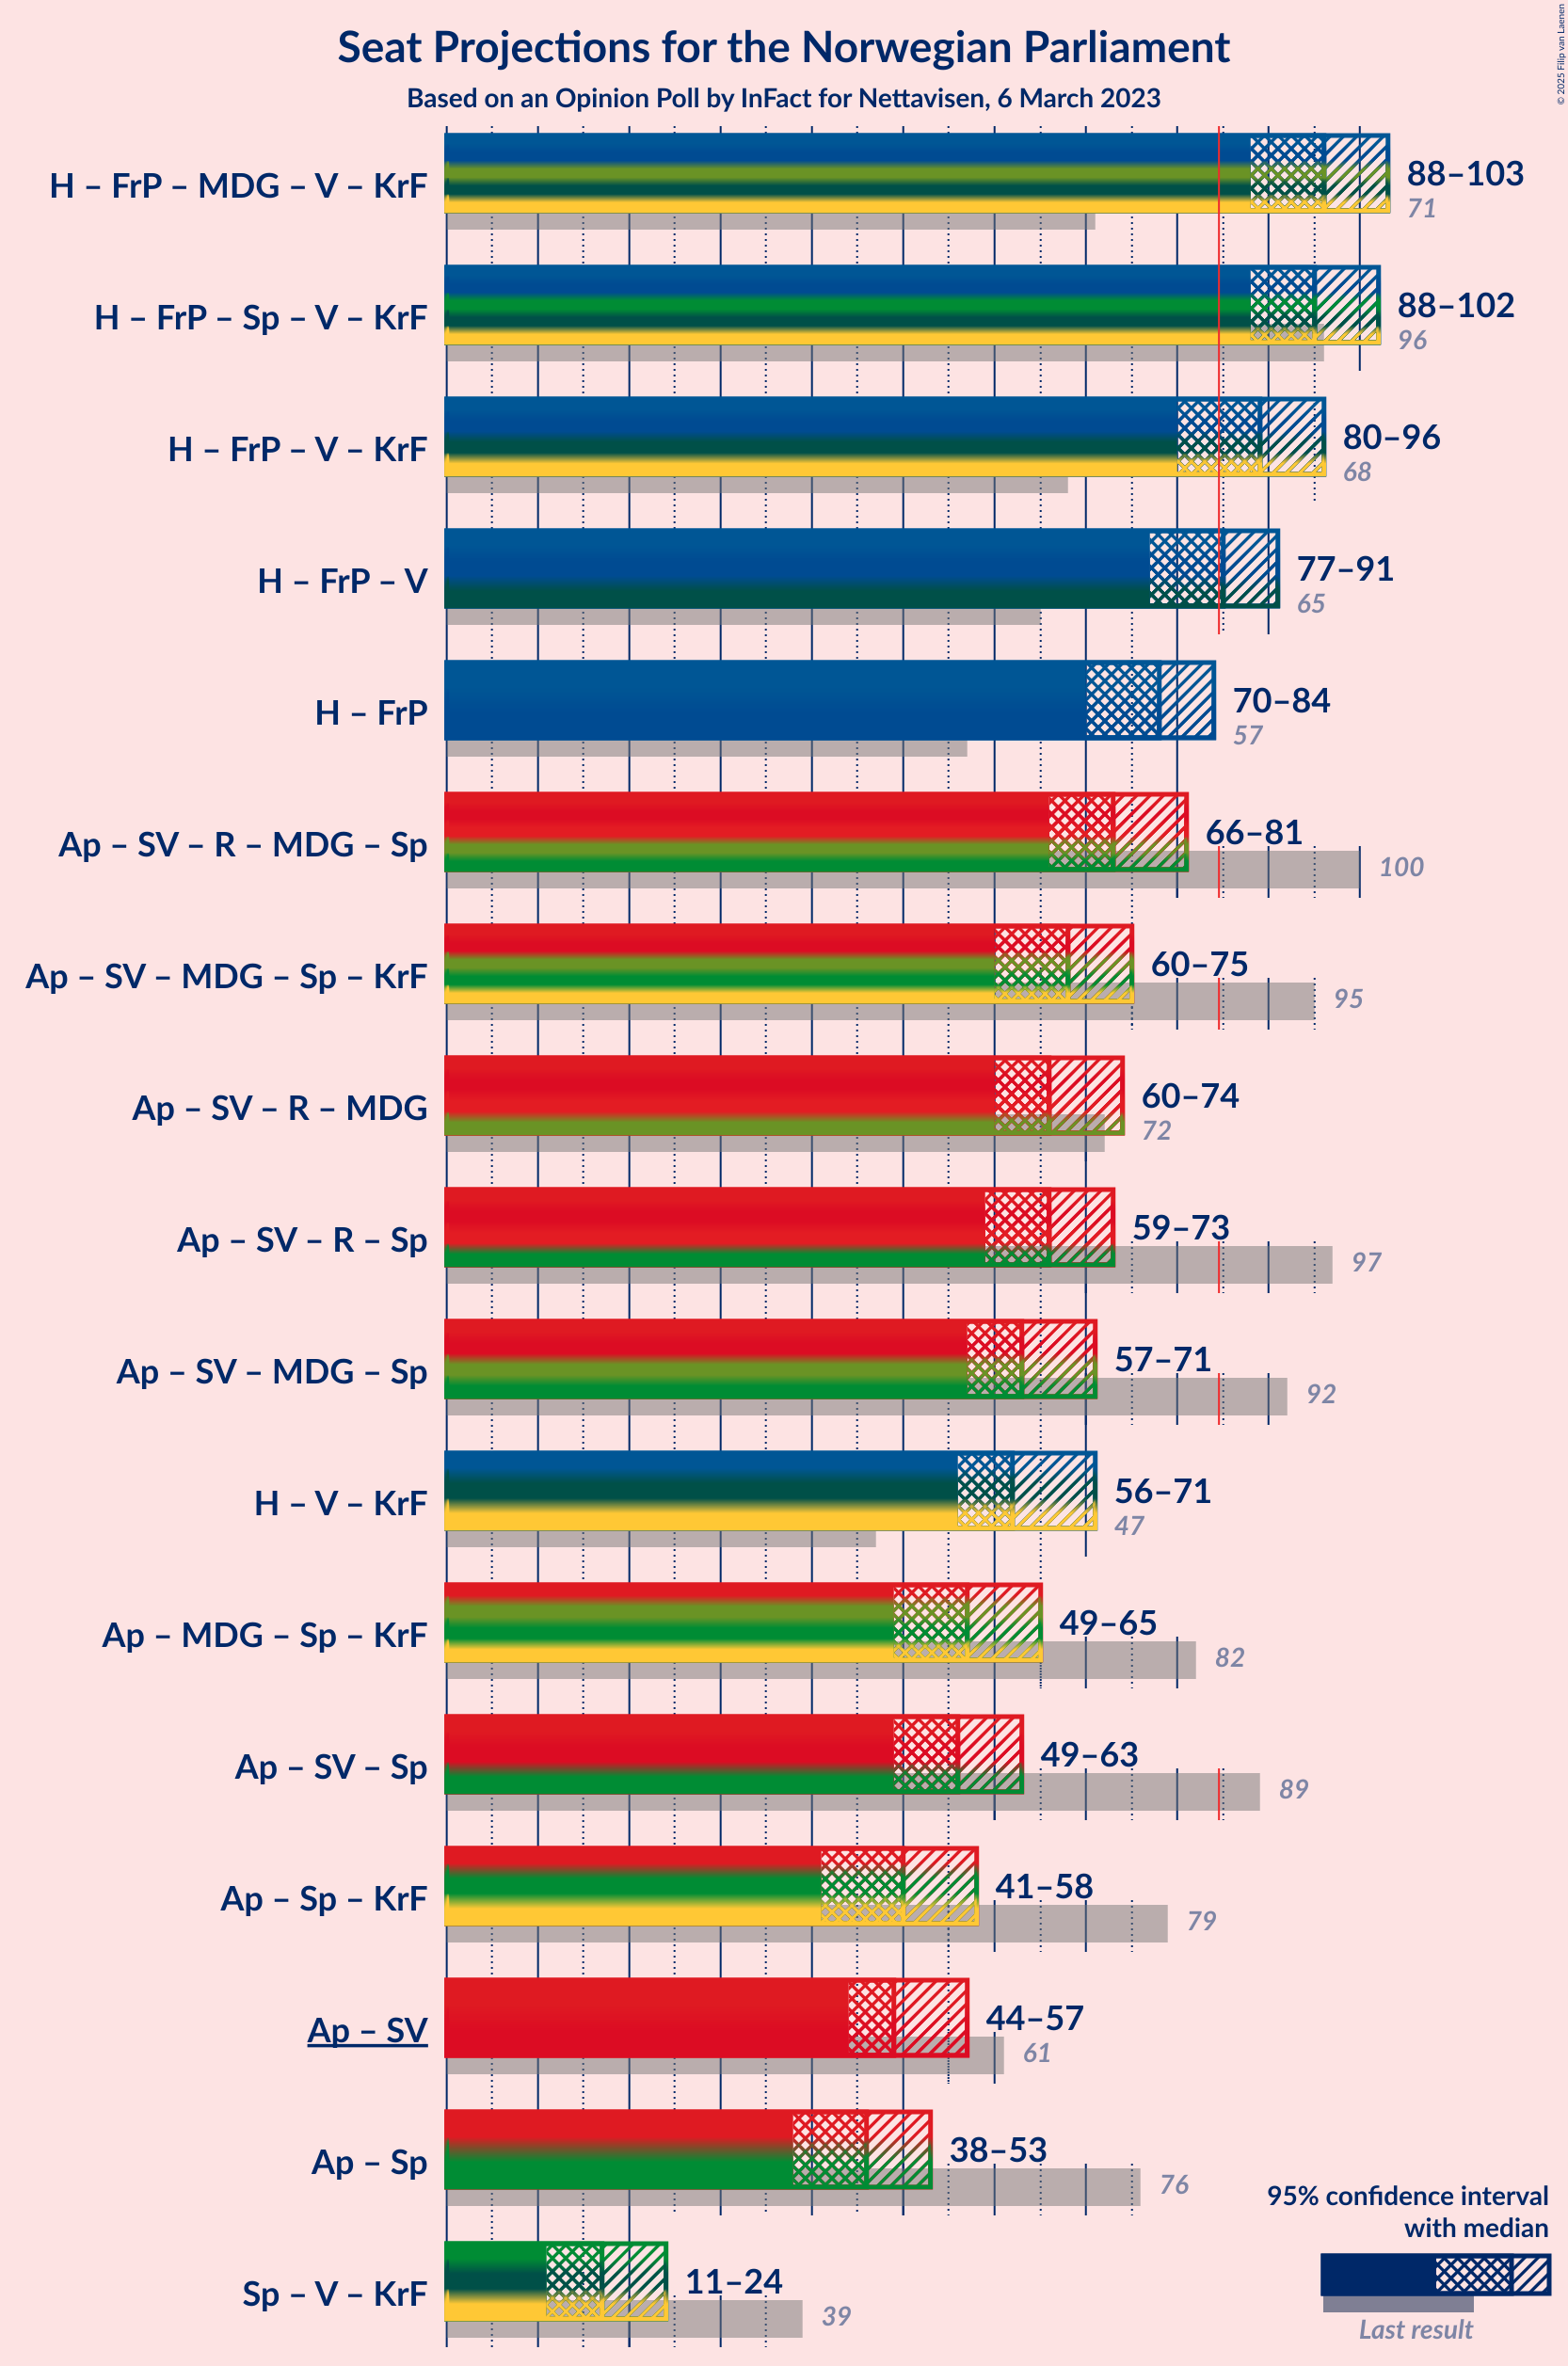 Seat Projections for the Norwegian Parliament
Based on an Opinion Poll by InFact for Nettavisen, 6 March 2023
© 2025 Filip van Laenen
H – FrP – MDG – V – KrF
88–103
71
H – FrP – Sp – V – KrF
88–102
96
H – FrP – V – KrF
80–96
68
H – FrP – V
77–91
65
H – FrP
70–84
57
Ap – SV – R – MDG – Sp
66–81
100
Ap – SV – MDG – Sp – KrF
60–75
95
Ap – SV – R – MDG
60–74
72
Ap – SV – R – Sp
59–73
97
Ap – SV – MDG – Sp
57–71
92
H – V – KrF
56–71
47
Ap – MDG – Sp – KrF
49–65
82
Ap – SV – Sp
49–63
89
Ap – Sp – KrF
41–58
79
Ap – SV
44–57
61
Ap – Sp
38–53
76
Sp – V – KrF
11–24
39
95% confidence interval
with median
Last result